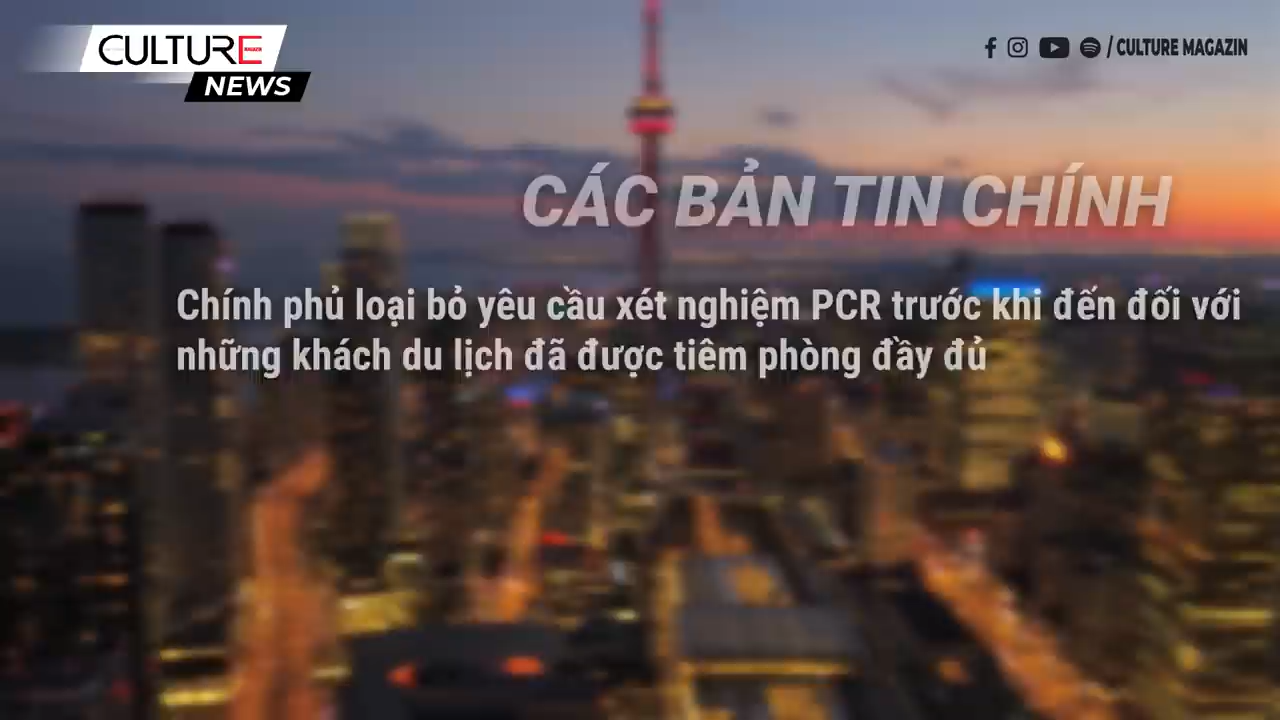 CULTURE
MAGAZIN
NEWS
/ CULTURE MAGAZIN
CÁC BẢN TIN CHÍNH
Chính phủ loại bỏ yêu cầu xét nghiệm PCR trước khi đến đối với
những khách du lịch đã được tiêm phòng đầy đủ